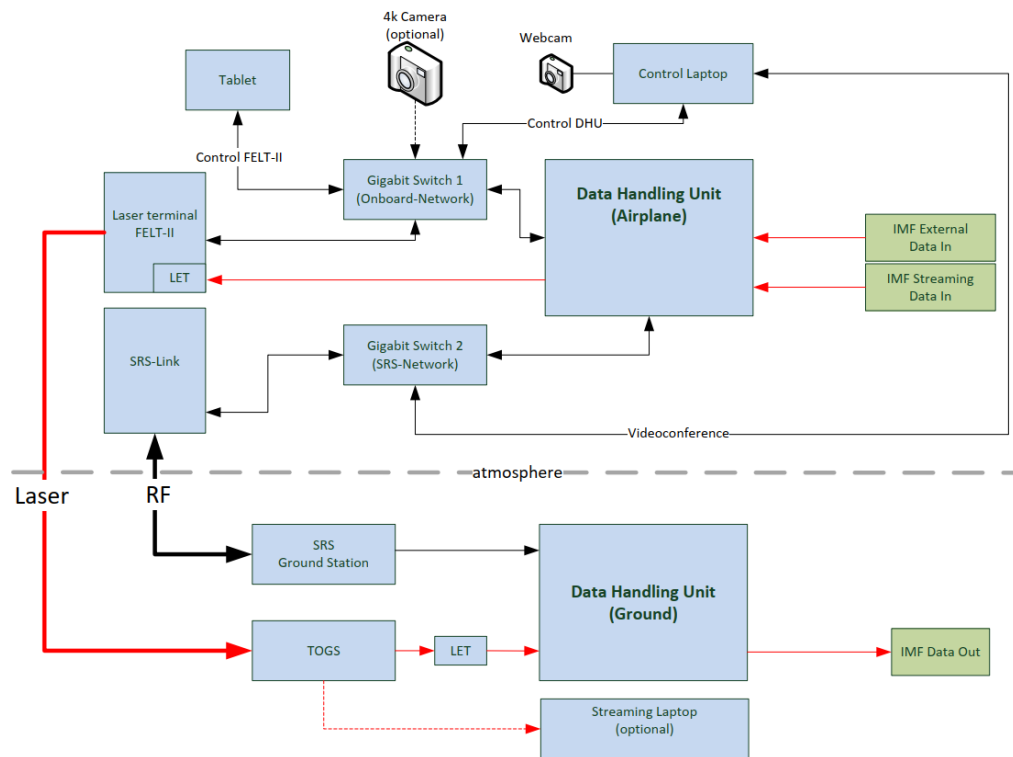 4k Camera
(optional)
Webcam
Tablet
Control Laptop
Control DHU
Control FELT-II
Gigabit Switch 1
(Onboard-Network)
Data Handling Unit
(Airplane)
Laser terminal
FELT-II
IMF External
Data In
LET
IMF Streaming
Data In
Gigabit Switch 2
(SRS-Network)
SRS-Link
Videoconference
atmosphere
Laser
RF
SRS
Ground Station
Data Handling Unit
(Ground)
TOGS
LET
IMF Data Out
Streaming Laptop
(optional)